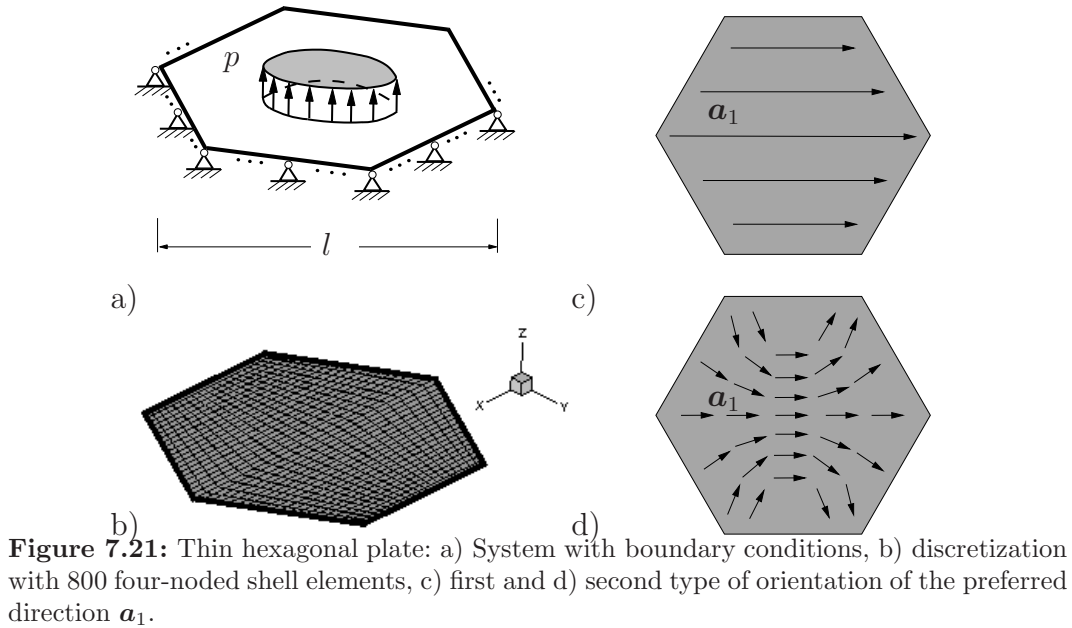 p
l
a)
a₁
c)
Z
X
Y
b)
a₁
d)
Figure 7.21: Thin hexagonal plate: a) System with boundary conditions, b) discretization
with 800 four-noded shell elements, c) first and d) second type of orientation of the preferred
direction a₁.